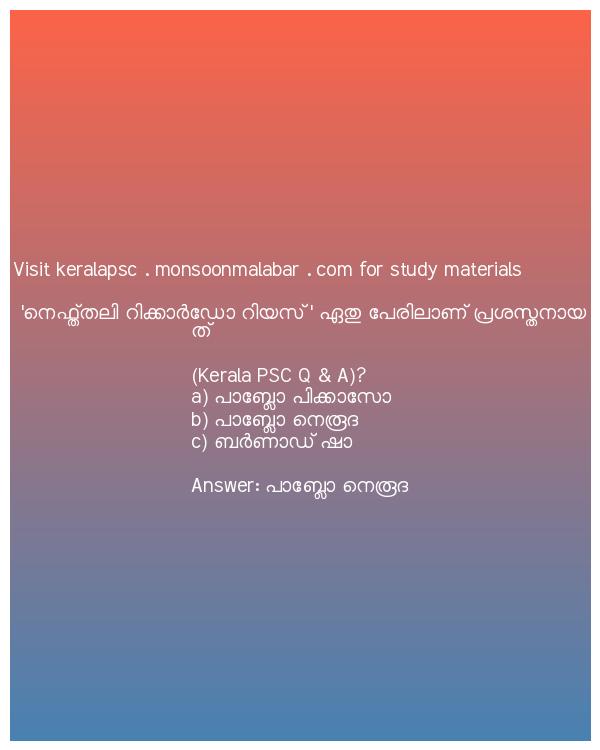 Visit keralapsc . monsoonmalabar . com for study materials
'നെഫ്ത്തലി റിക്കാർഡോ റിയസ്' ഏതു പേരിലാണ് പ്രശസ്തനായ
ത്
(Kerala PSC Q & A)?
a) പാബ്ലോ പിക്കാസോ
b) പാബ്ലോ നെരൂദ
c) ബർണാഡ് ഷാ
Answer: പാബ്ലോ നെരൂദ